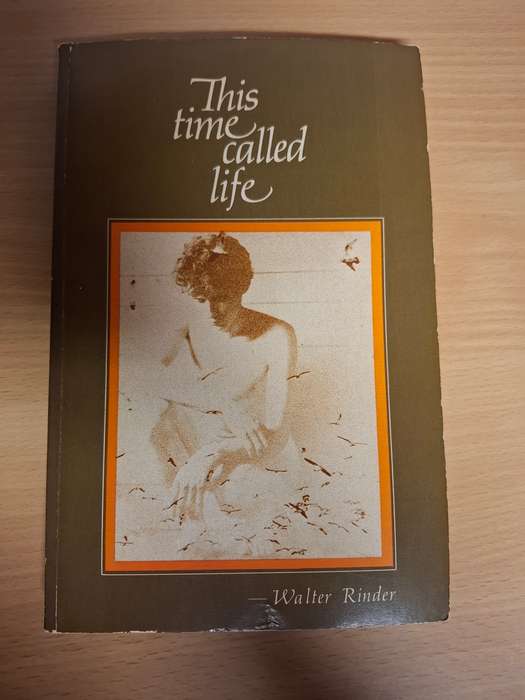 This
time
called
life
—Walter Rinder